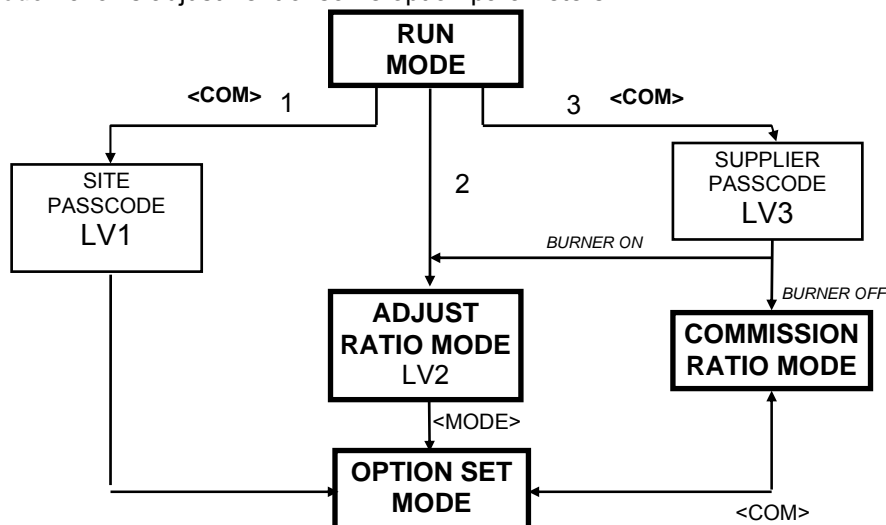 RUN
MODE
<COM> 1
3 <COM>
SITE
PASSCODE
LV1
2
SUPPLIER
PASSCODE
LV3
BURNER ON
BURNER OFF
ADJUST
RATIO MODE
LV2
COMMISSION
RATIO MODE
<MODE>
OPTION SET
MODE
<COM>